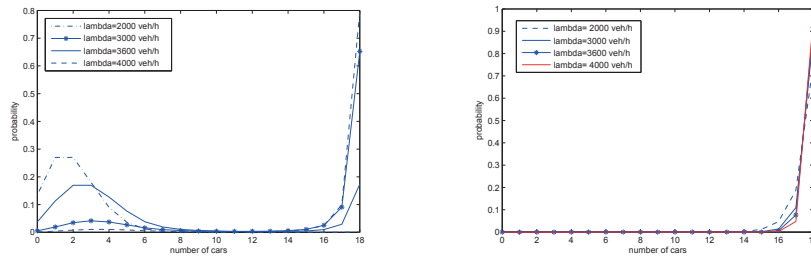 0.8
0.7
0.6
0.5
0.4
0.3
0.2
0.1
0
probability
lambda=2000 veh/h
lambda=3000 veh/h
lambda=3600 veh/h
lambda=4000 veh/h
0 2 4 6 8 10 12 14 16 18
number of cars
1
0.9
0.8
0.7
0.6
0.5
0.4
0.3
0.2
0.1
0
probability
lambda= 2000 veh/h
lambda=3000 veh/h
lambda=3600 veh/h
lambda= 4000 veh/h
0 2 4 6 8 10 12 14 16
number of cars